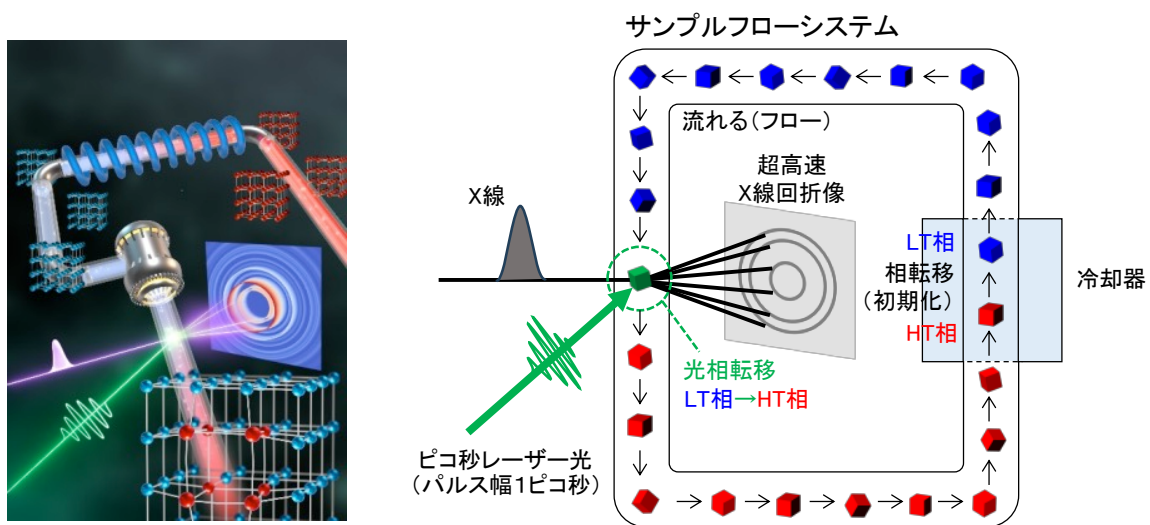 サンプルフローシステム
流れる(フロー)
超高速
X線回折像
X線
LT相
相転移
(初期化)
HT相
冷却器
光相転移
LT相→HT相
ピコ秒レーザー光
(パルス幅1ピコ秒)